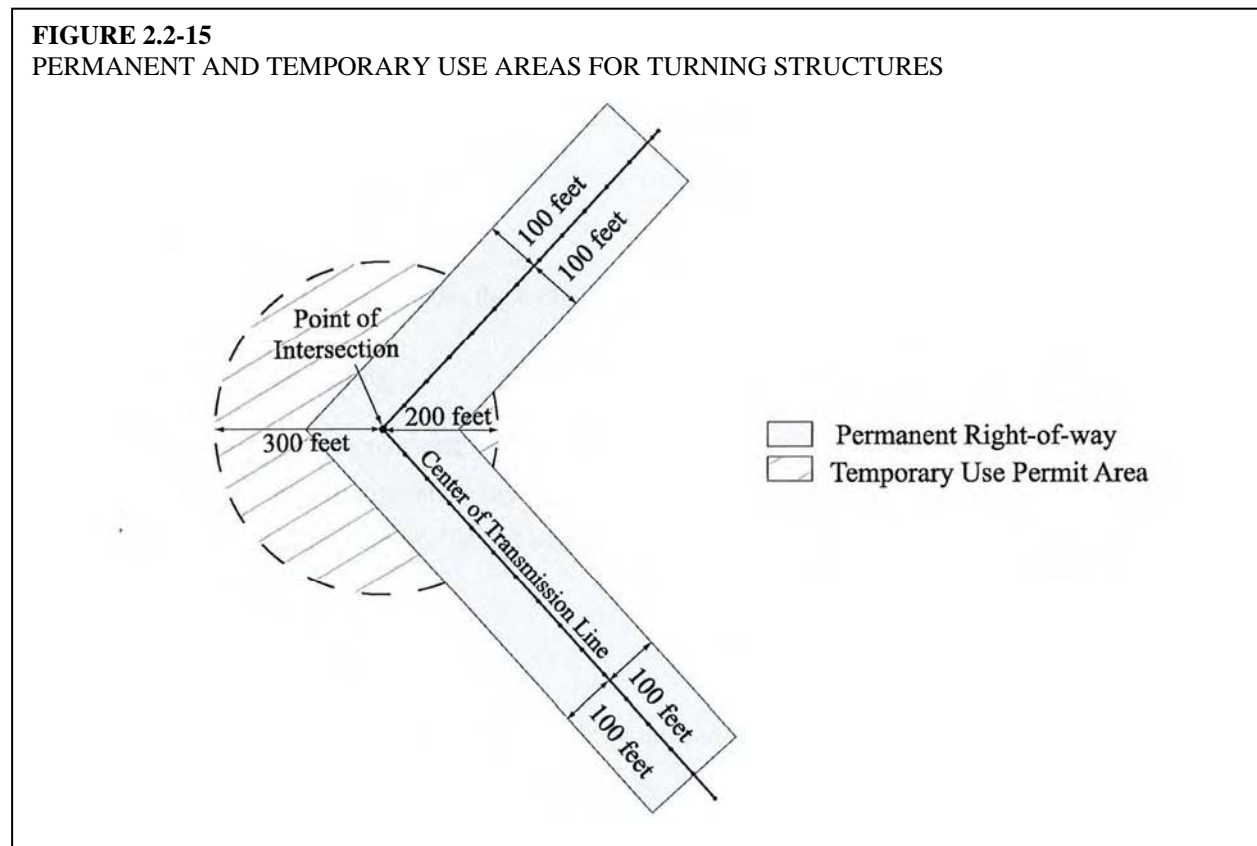 FIGURE 2.2-15
PERMANENT AND TEMPORARY USE AREAS FOR TURNING STRUCTURES
100 feet
100 feet
Point of
Intersection
200 feet
300 feet
Center of Transmission Line
Permanent Right-of-way
Temporary Use Permit Area
100 feet
100 feet